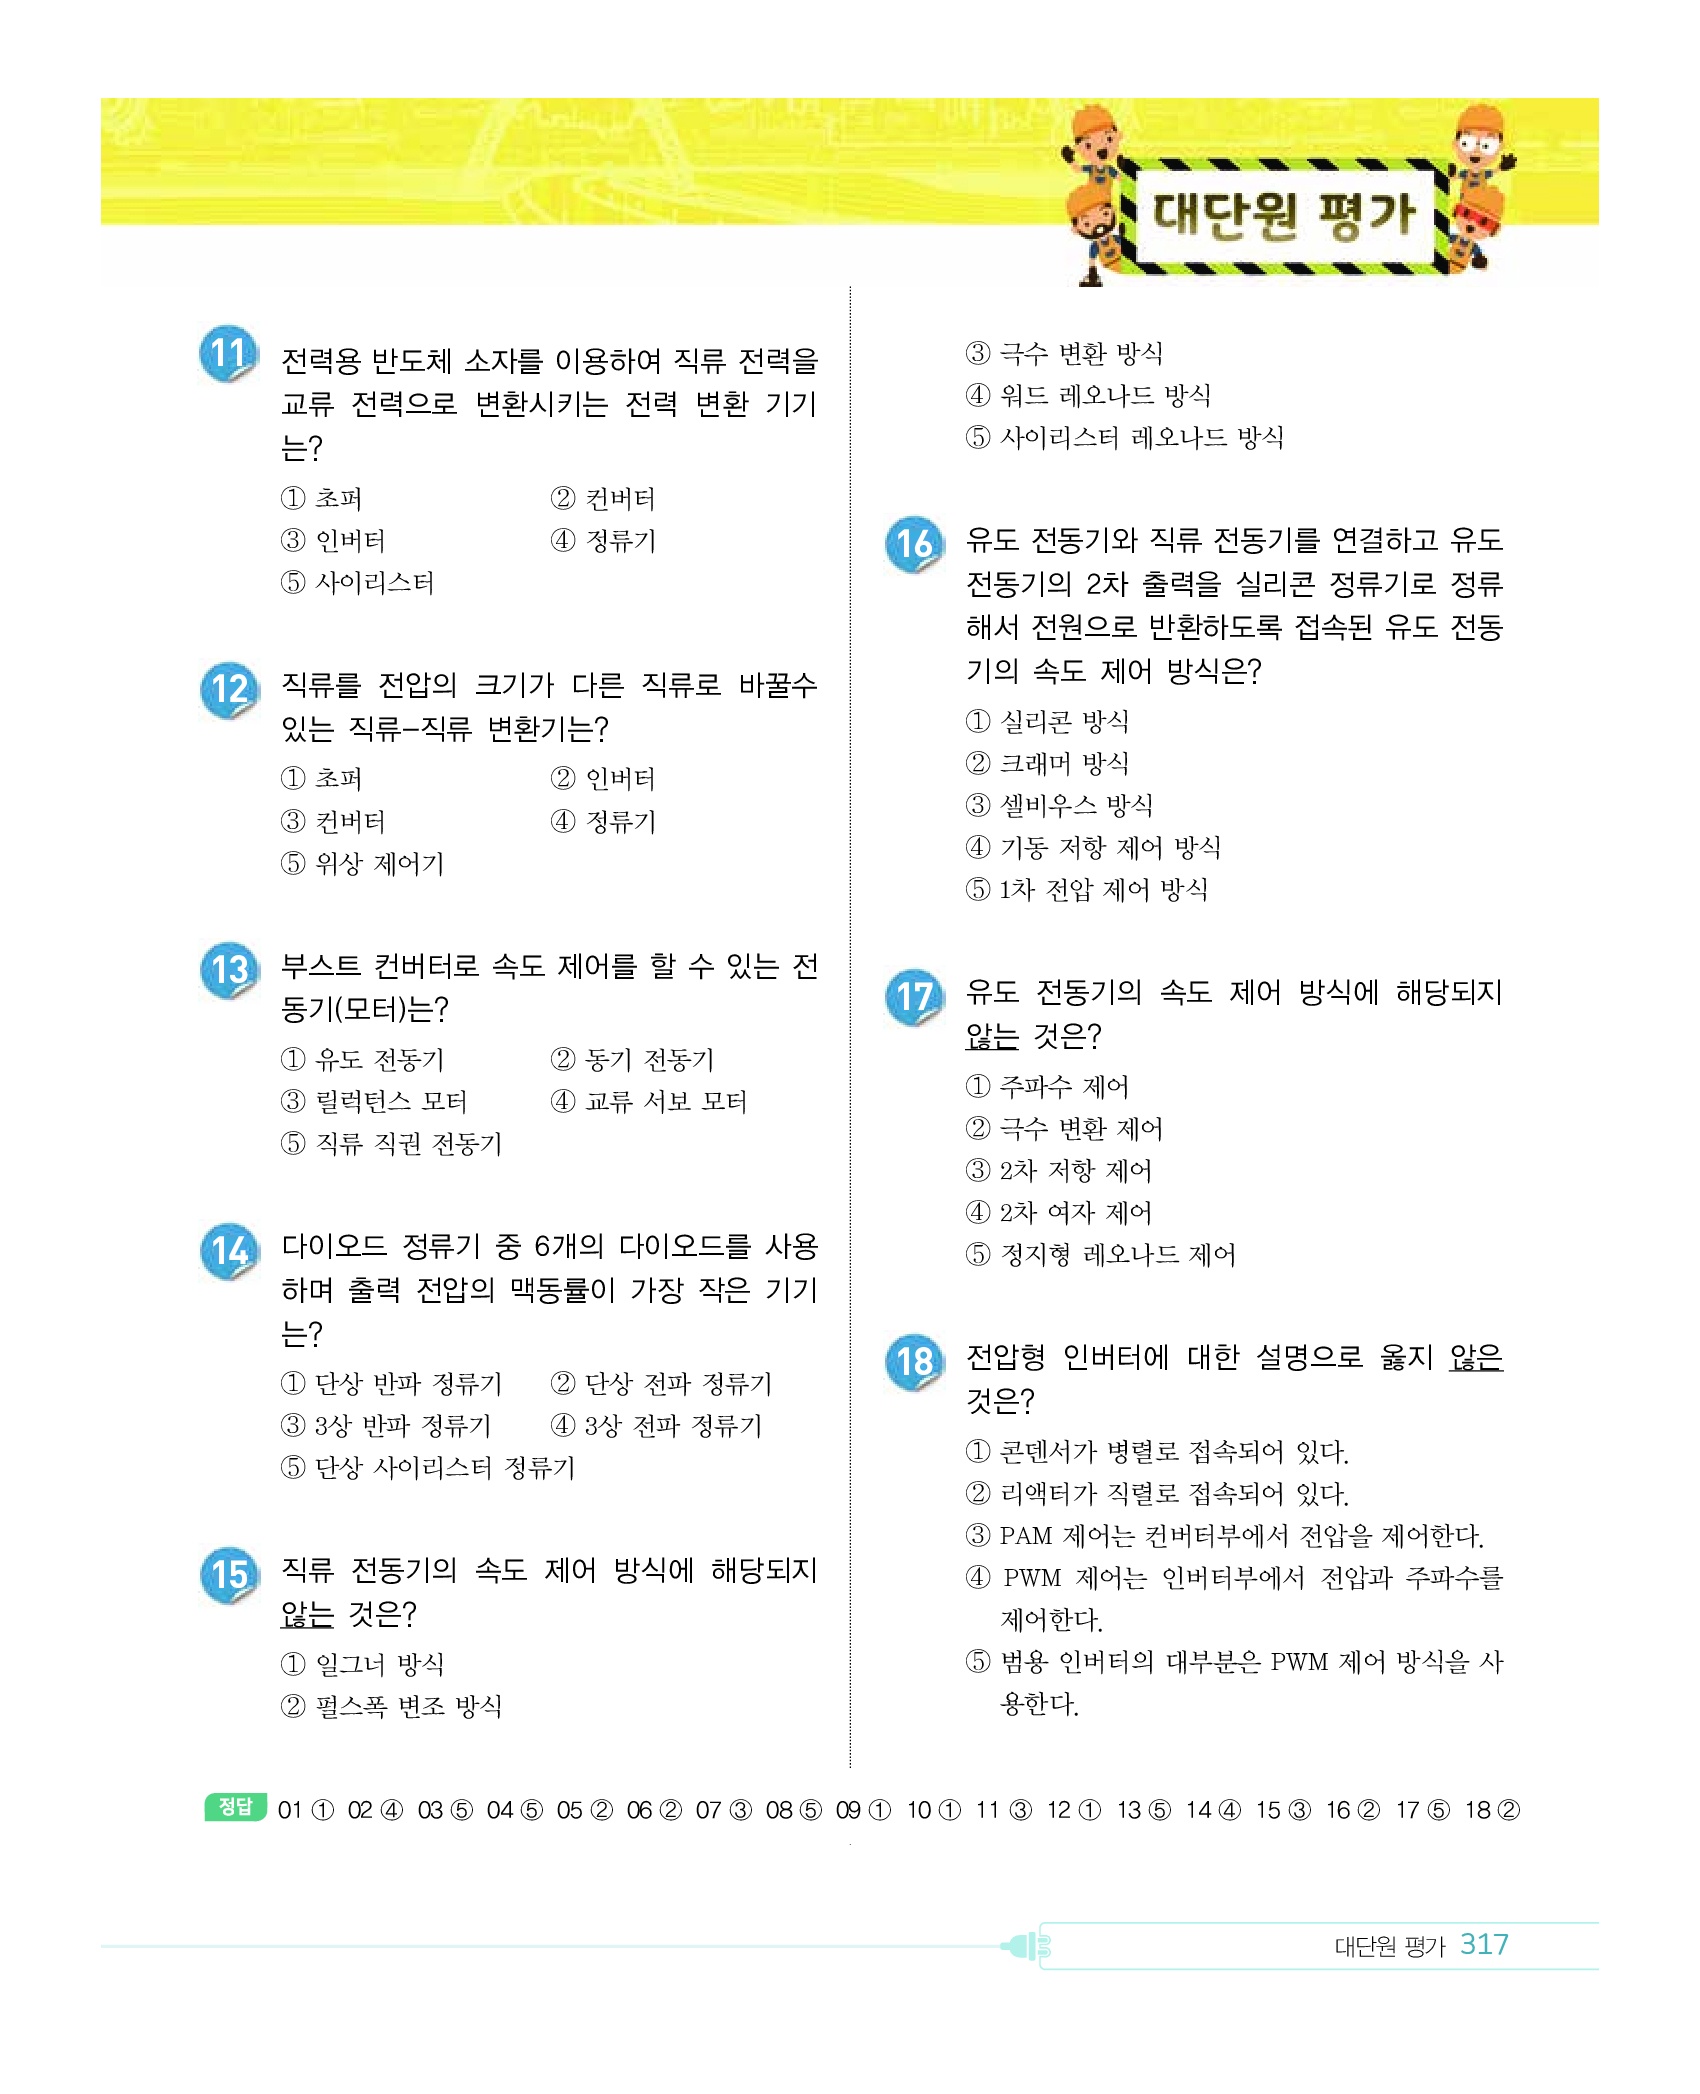 대단원 평가
11 전력용 반도체 소자를 이용하여 직류 전력을
교류 전력으로 변환시키는 전력 변환 기기
는?
① 초퍼 ② 컨버터
③ 인버터 ④ 정류기
⑤ 사이리스터
12 직류를 전압의 크기가 다른 직류로 바꿀수
있는 직류–직류 변환기는?
① 초퍼 ② 인버터
③ 컨버터 ④ 정류기
⑤ 위상 제어기
13 부스트 컨버터로 속도 제어를 할 수 있는 전
동기(모터)는?
① 유도 전동기 ② 동기 전동기
③ 릴럭턴스 모터 ④ 교류 서보 모터
⑤ 직류 직권 전동기
14 다이오드 정류기 중 6개의 다이오드를 사용
하며 출력 전압의 맥동률이 가장 작은 기기
는?
① 단상 반파 정류기 ② 단상 전파 정류기
③ 3상 반파 정류기 ④ 3상 전파 정류기
⑤ 단상 사이리스터 정류기
15 직류 전동기의 속도 제어 방식에 해당되지
않는 것은?
① 일그너 방식
② 펄스폭 변조 방식
③ 극수 변환 방식
④ 워드 레오나드 방식
⑤ 사이리스터 레오나드 방식
16 유도 전동기와 직류 전동기를 연결하고 유도
전동기의 2차 출력을 실리콘 정류기로 정류
해서 전원으로 반환하도록 접속된 유도 전동
기의 속도 제어 방식은?
① 실리콘 방식
② 크래머 방식
③ 셀비우스 방식
④ 기동 저항 제어 방식
⑤ 1차 전압 제어 방식
17 유도 전동기의 속도 제어 방식에 해당되지
않는 것은?
① 주파수 제어
② 극수 변환 제어
③ 2차 저항 제어
④ 2차 여자 제어
⑤ 정지형 레오나드 제어
18 전압형 인버터에 대한 설명으로 옳지 않은
것은?
① 콘덴서가 병렬로 접속되어 있다.
② 리액터가 직렬로 접속되어 있다.
③ PAM 제어는 컨버터부에서 전압을 제어한다.
④ PWM 제어는 인버터부에서 전압과 주파수를
제어한다.
⑤ 범용 인버터의 대부분은 PWM 제어 방식을 사
용한다.
정답 01 ① 02 ④ 03 ⑤ 04 ⑤ 05 ② 06 ② 07 ③ 08 ⑤ 09 ① 10 ① 11 ③ 12 ① 13 ⑤ 14 ④ 15 ③ 16 ② 17 ⑤ 18 ②
대단원 평가 317